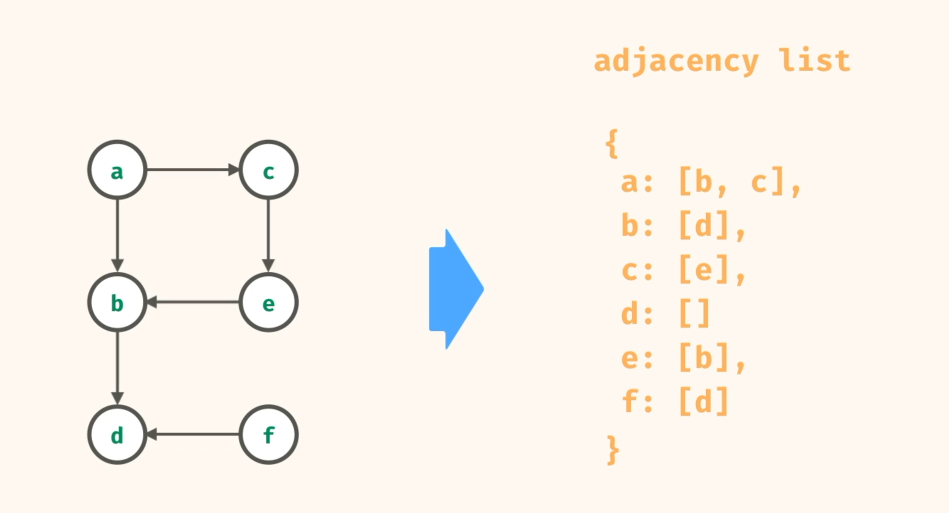 adjacency list
a c
b e
d f
{
a: [b, c],
b: [d],
c: [e],
d: []
e: [b],
f: [d]
}